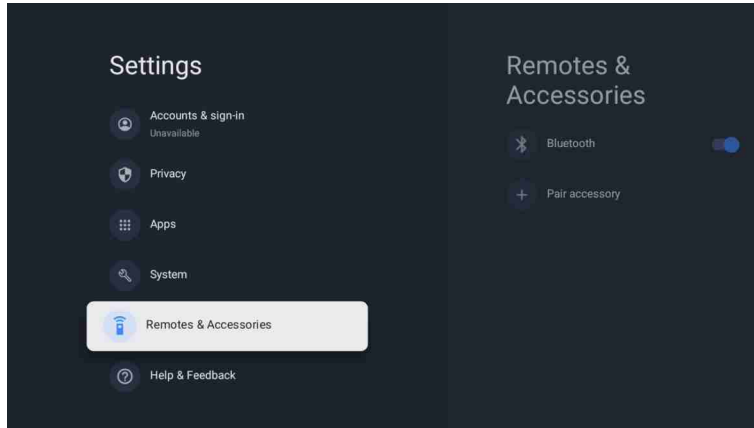 Settings
Accounts & sign-in
Unavailable
Privacy
Apps
System
Remotes & Accessories
Help & Feedback
Remotes &
Accessories
Bluetooth
Pair accessory